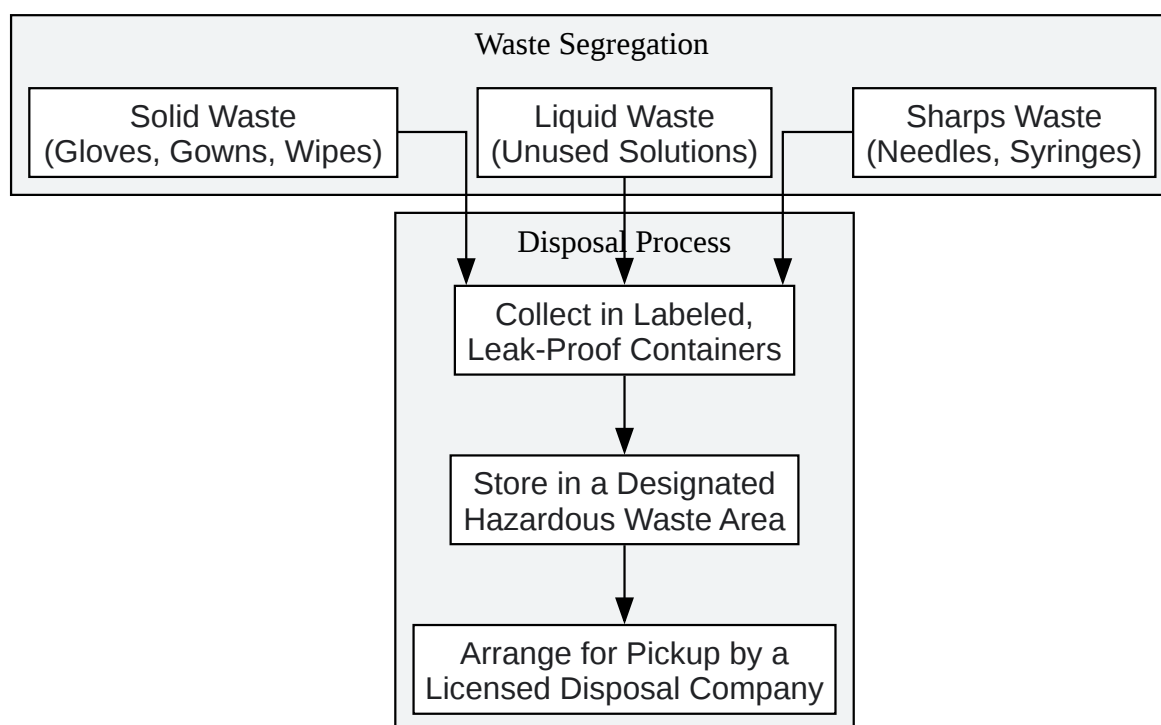 Waste Segregation
Solid Waste
(Gloves, Gowns, Wipes)
Liquid Waste
(Unused Solutions)
Sharps Waste
(Needles, Syringes)
Disposal Process
Collect in Labeled,
Leak-Proof Containers
Store in a Designated
Hazardous Waste Area
Arrange for Pickup by a
Licensed Disposal Company